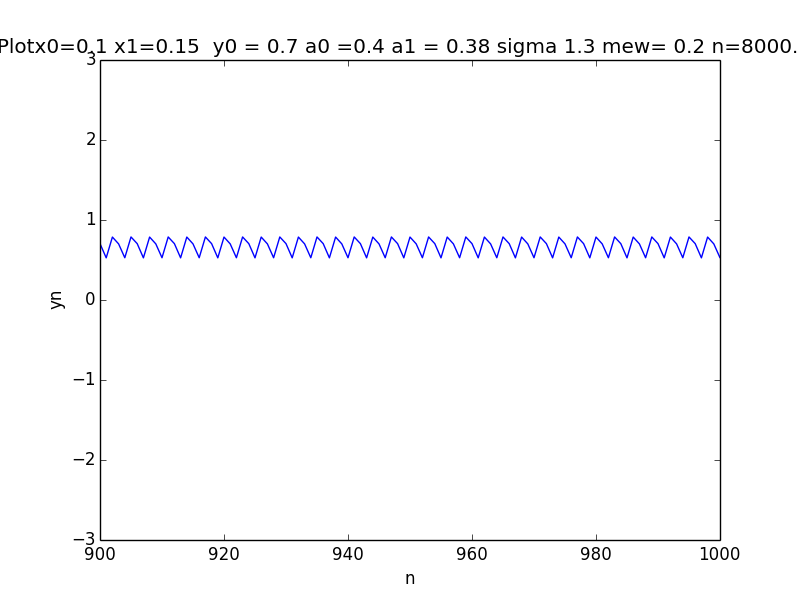 Plotx0=0.1 x1=0.15  y0 = 0.7 a0 =0.4 a1 = 0.38 sigma 1.3 mew= 0.2 n=8000.
3
2
1
0
−1
−2
−3
yn
900 920 940 960 980 1000
n